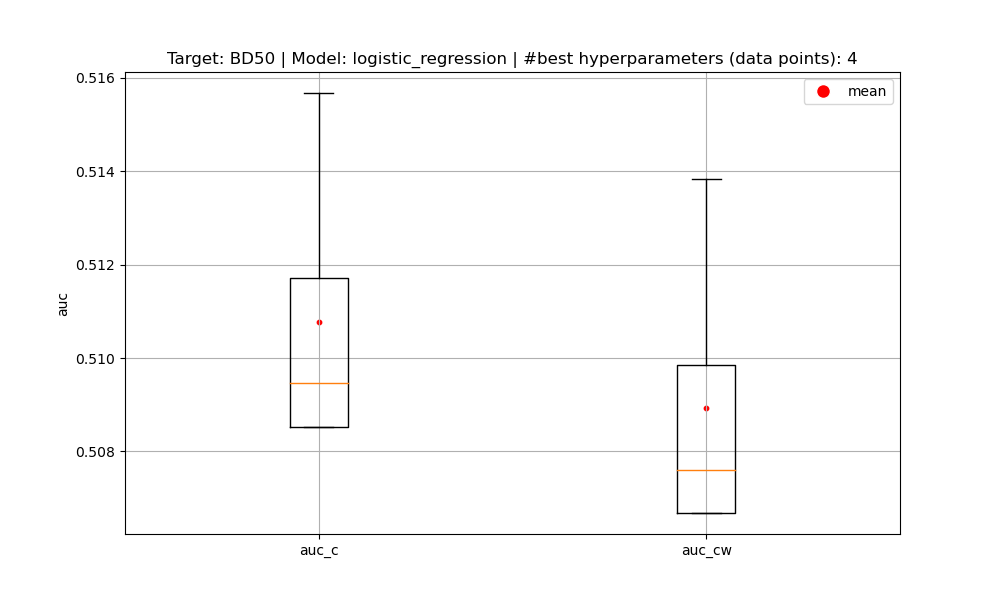 Target: BD50 | Model: logistic_regression | #best hyperparameters (data points): 4
mean
0.516
0.514
0.512
0.510
0.508
auc
auc_c
auc_cw